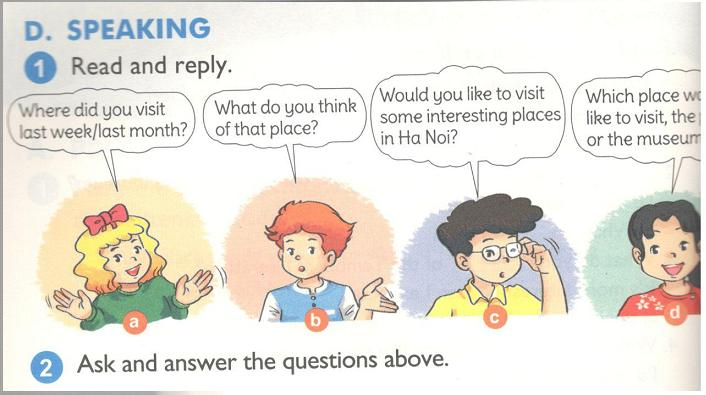 D. SPEAKING
1 Read and reply.
Where did you visit
last week/last month?
What do you think
of that place?
Would you like to visit
some interesting places
in Ha Noi?
Which place
like to visit, the
or the museum
a
b
c
d
2 Ask and answer the questions above.